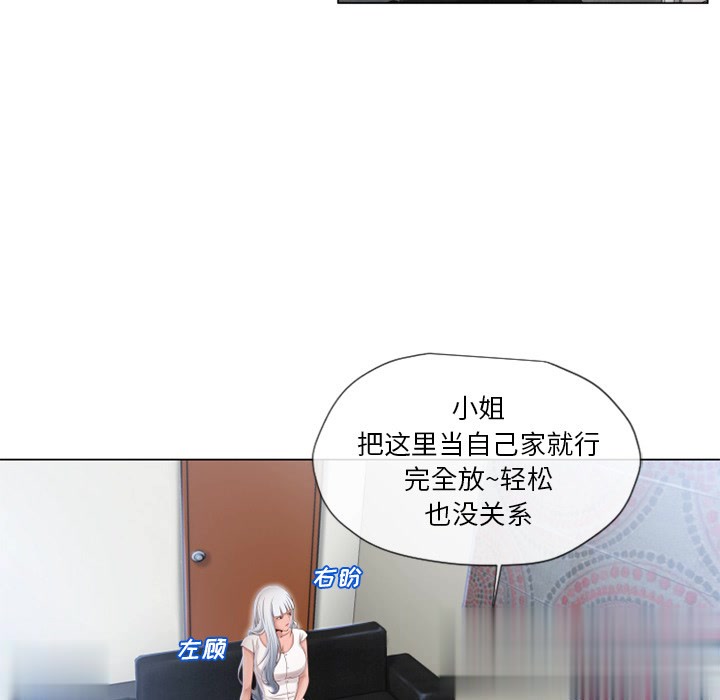 小姐
把这里当自己家就行
完全放~轻松
也没关系
右盼
左顾